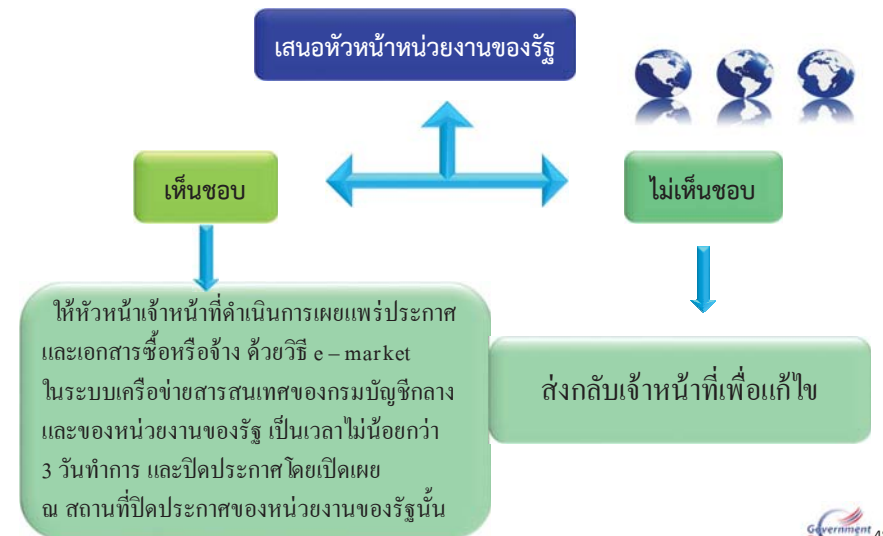 เสนอหัวหน้าหน่วยงานของรัฐ
เห็นชอบ
ไม่เห็นชอบ
ให้หัวหน้าเจ้าหน้าที่ดำเนินการเผยแพร่ประกาศ
และเอกสารซื้อหรือจ้าง ด้วยวิธี e – market
ในระบบเครือข่ายสารสนเทศของกรมบัญชีกลาง
และของหน่วยงานของรัฐ เป็นเวลาไม่น้อยกว่า
3 วันทำการ และปิดประกาศโดยเปิดเผย
ณ สถานที่ปิดประกาศของหน่วยงานของรัฐนั้น
ส่งกลับเจ้าหน้าที่เพื่อแก้ไข
Government